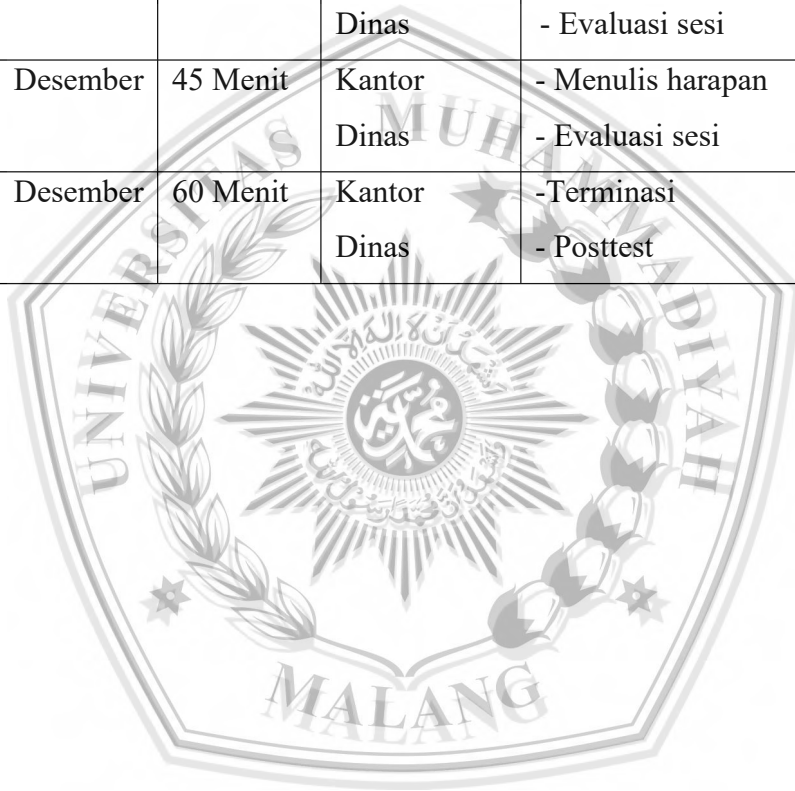 Dinas - Evaluasi sesi
Desember 45 Menit Kantor - Menulis harapan
Dinas - Evaluasi sesi
Desember 60 Menit Kantor -Terminasi
Dinas - Posttest
UNIVERSITAS MUHAMMADIYAH
MALANG